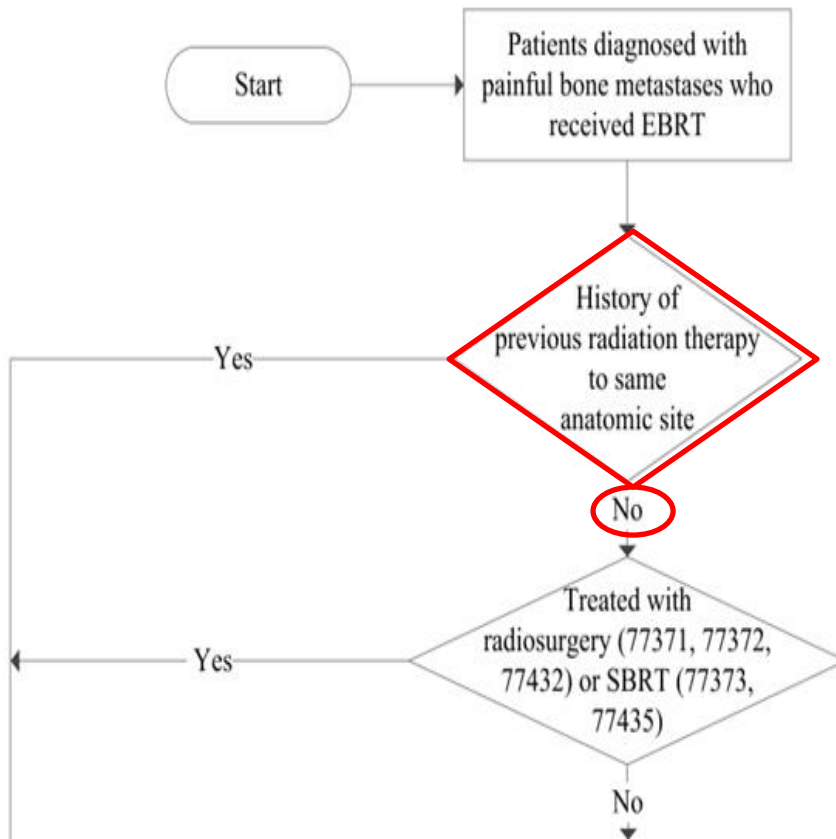 Start
Patients diagnosed with
painful bone metastases who
received EBRT
History of
previous radiation therapy
to same
anatomic site
Yes
No
Treated with
radiosurgery (77371, 77372,
77432) or SBRT (77373,
77435)
Yes
No